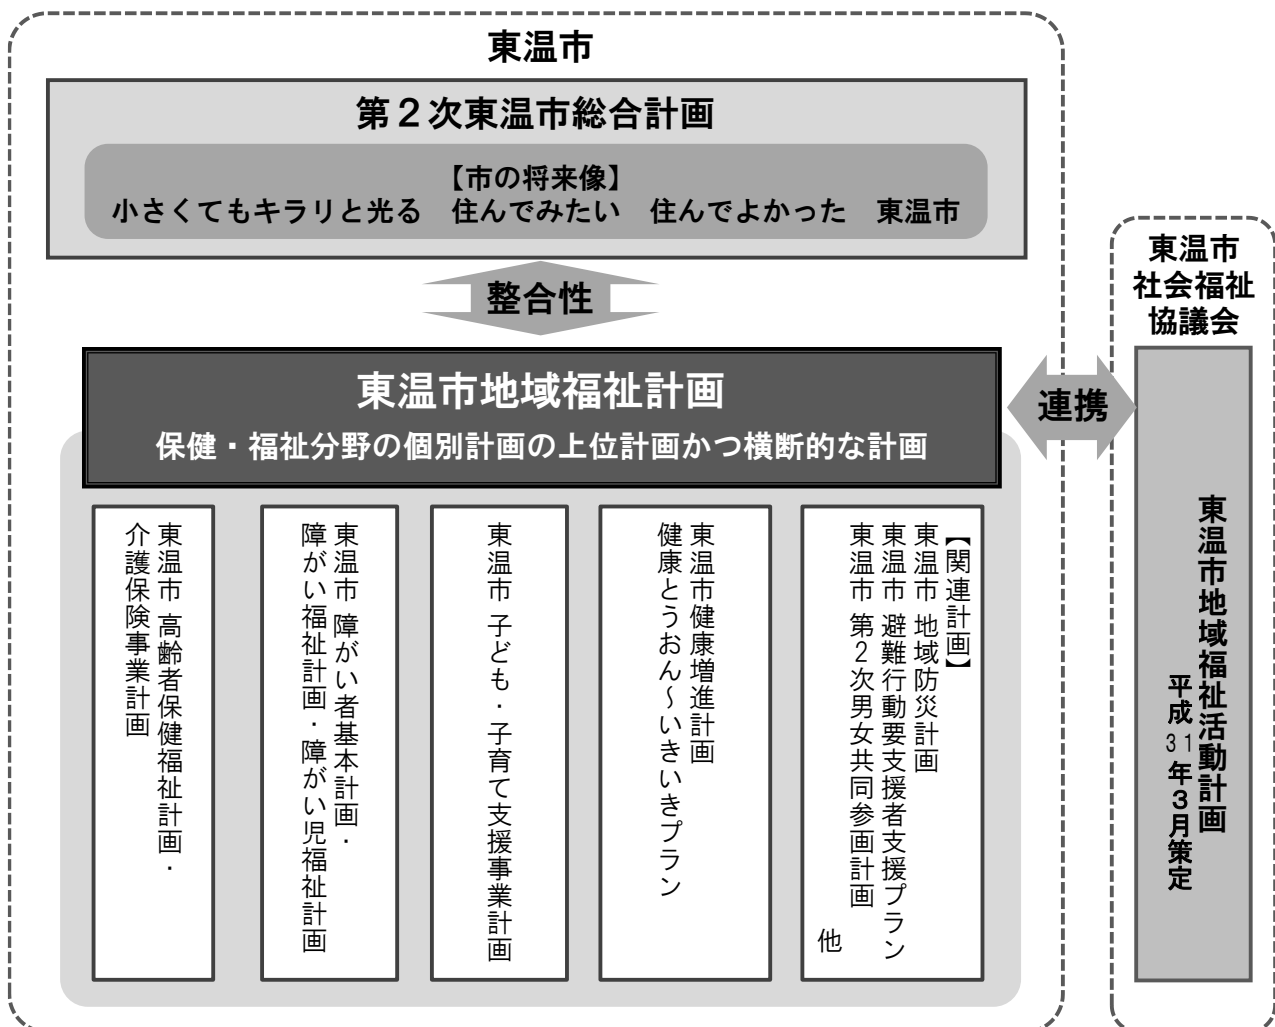 東温市
第２次東温市総合計画
【市の将来像】
小さくてもキラリと光る　住んでみたい　住んでよかった　東温市
整合性
東温市地域福祉計画
保健・福祉分野の個別計画の上位計画かつ横断的な計画
東温市 高齢者保健福祉計画・
介護保険事業計画
東温市 障がい者基本計画・
障がい福祉計画・障がい児福祉計画
東温市 子ども・子育て支援事業計画
東温市健康増進計画
健康とうおん～いきいきプラン
【関連計画】
東温市 地域防災計画
東温市 避難行動要支援者支援プラン
東温市 第２次男女共同参画計画
他
連携
東温市
社会福祉
協議会
東温市地域福祉活動計画
平成31年３月策定